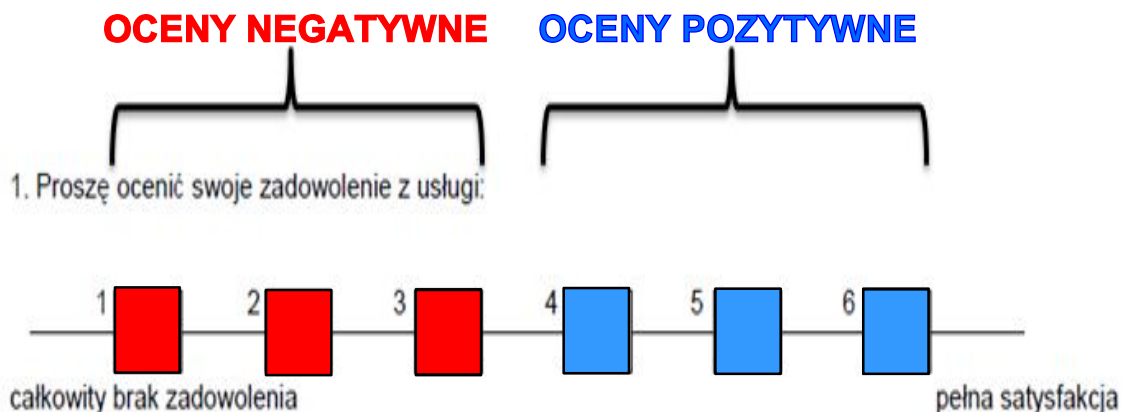 OCENY NEGATYWNE OCENY POZYTYWNE
1. Proszę ocenić swoje zadowolenie z usługi:
1 2 3 4 5 6
całkowity brak zadowolenia pełna satysfakcja